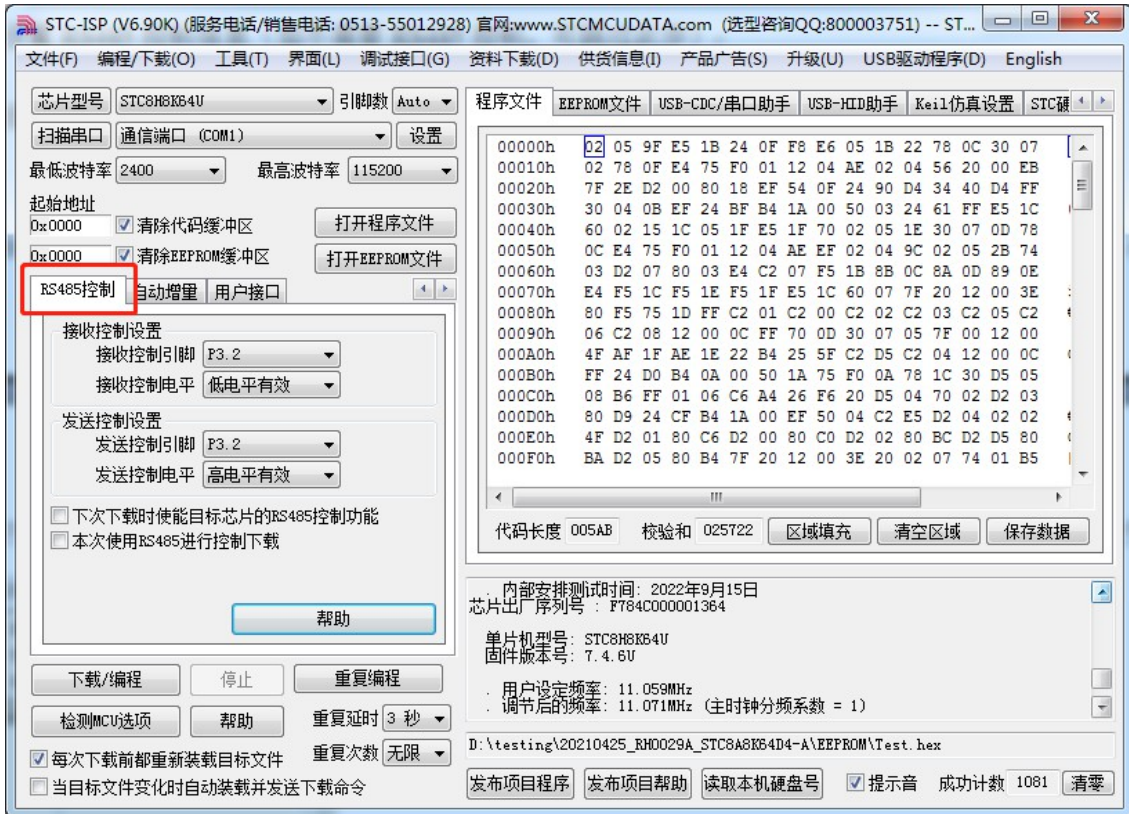 STC-ISP (V6.90K) (服务电话/销售电话: 0513-55012928) 官网:www.STCMCUDATA.com (选型咨询QQ:800003751) -- ST...
文件(F) 编程/下载(O) 工具(T) 界面(L) 调试接口(G) 资料下载(D) 供货信息(I) 产品广告(S) 升级(U) USB驱动程序(D) English
芯片型号 STC8H8K64U 引脚数 Auto
扫描串口 通信端口 (COM1) 设置
最低波特率 2400 最高波特率 115200
起始地址
0x0000 清除代码缓冲区 打开程序文件
0x0000 清除EEPROM缓冲区 打开EEPROM文件
RS485控制 自动增量 用户接口
接收控制设置
接收控制引脚 P3.2
接收控制电平 低电平有效
发送控制设置
发送控制引脚 P3.2
发送控制电平 高电平有效
下次下载时使能目标芯片的RS485控制功能
本次使用RS485进行控制下载
帮助
下载/编程 停止 重复编程
检测MCU选项 帮助 重复延时 3 秒
每次下载前都重新装载目标文件 重复次数 无限
当目标文件变化时自动装载并发送下载命令
程序文件 EEPROM文件 USB-CDC/串口助手 USB-HID助手 Keil仿真设置 STC硬
00000h 02 05 9F E5 1B 24 0F F8 E6 05 1B 22 78 0C 30 07
00010h 02 78 0F E4 75 F0 01 12 04 AE 02 04 56 20 00 EB
00020h 7F 2E D2 00 80 18 EF 54 0F 24 90 D4 34 40 D4 FF
00030h 30 04 0B EF 24 BF B4 1A 00 50 03 24 61 FF E5 1C
00040h 60 02 15 1C 05 1F E5 1F 70 02 05 1E 30 07 0D 78
00050h 0C E4 75 F0 01 12 04 AE EF 02 04 9C 02 05 2B 74
00060h 03 D2 07 80 03 E4 C2 07 F5 1B 8B 0C 8A 0D 89 0E
00070h E4 F5 1C F5 1E F5 1F E5 1C 60 07 7F 20 12 00 3E
00080h 80 F5 75 1D FF C2 01 C2 00 C2 02 C2 03 C2 05 C2
00090h 06 C2 08 12 00 0C FF 70 0D 30 07 05 7F 00 12 00
000A0h 4F AF 1F AE 1E 22 B4 25 5F C2 D5 C2 04 12 00 0C
000B0h FF 24 D0 B4 0A 00 50 1A 75 F0 0A 78 1C 30 D5 05
000C0h 08 B6 FF 01 06 C6 A4 26 F6 20 D5 04 70 02 D2 03
000D0h 80 D9 24 CF B4 1A 00 EF 50 04 C2 E5 D2 04 02 02
000E0h 4F D2 01 80 C6 D2 00 80 C0 D2 02 80 BC D2 D5 80
000F0h BA D2 05 80 B4 7F 20 12 00 3E 20 02 07 74 01 B5
代码长度 005AB 校验和 025722 区域填充 清空区域 保存数据
. 内部安排测试时间: 2022年9月15日
芯片出厂序列号 : F784C000001364
单片机型号: STC8H8K64U
固件版本号: 7.4.6U
. 用户设定频率: 11.059MHz
. 调节后的频率: 11.071MHz (主时钟分频系数 = 1)
D:\testing\20210425_RH0029A_STC8A8K64D4-A\EEPROM\Test.hex
发布项目程序 发布项目帮助 读取本机硬盘号 提示音 成功计数 1081 清零